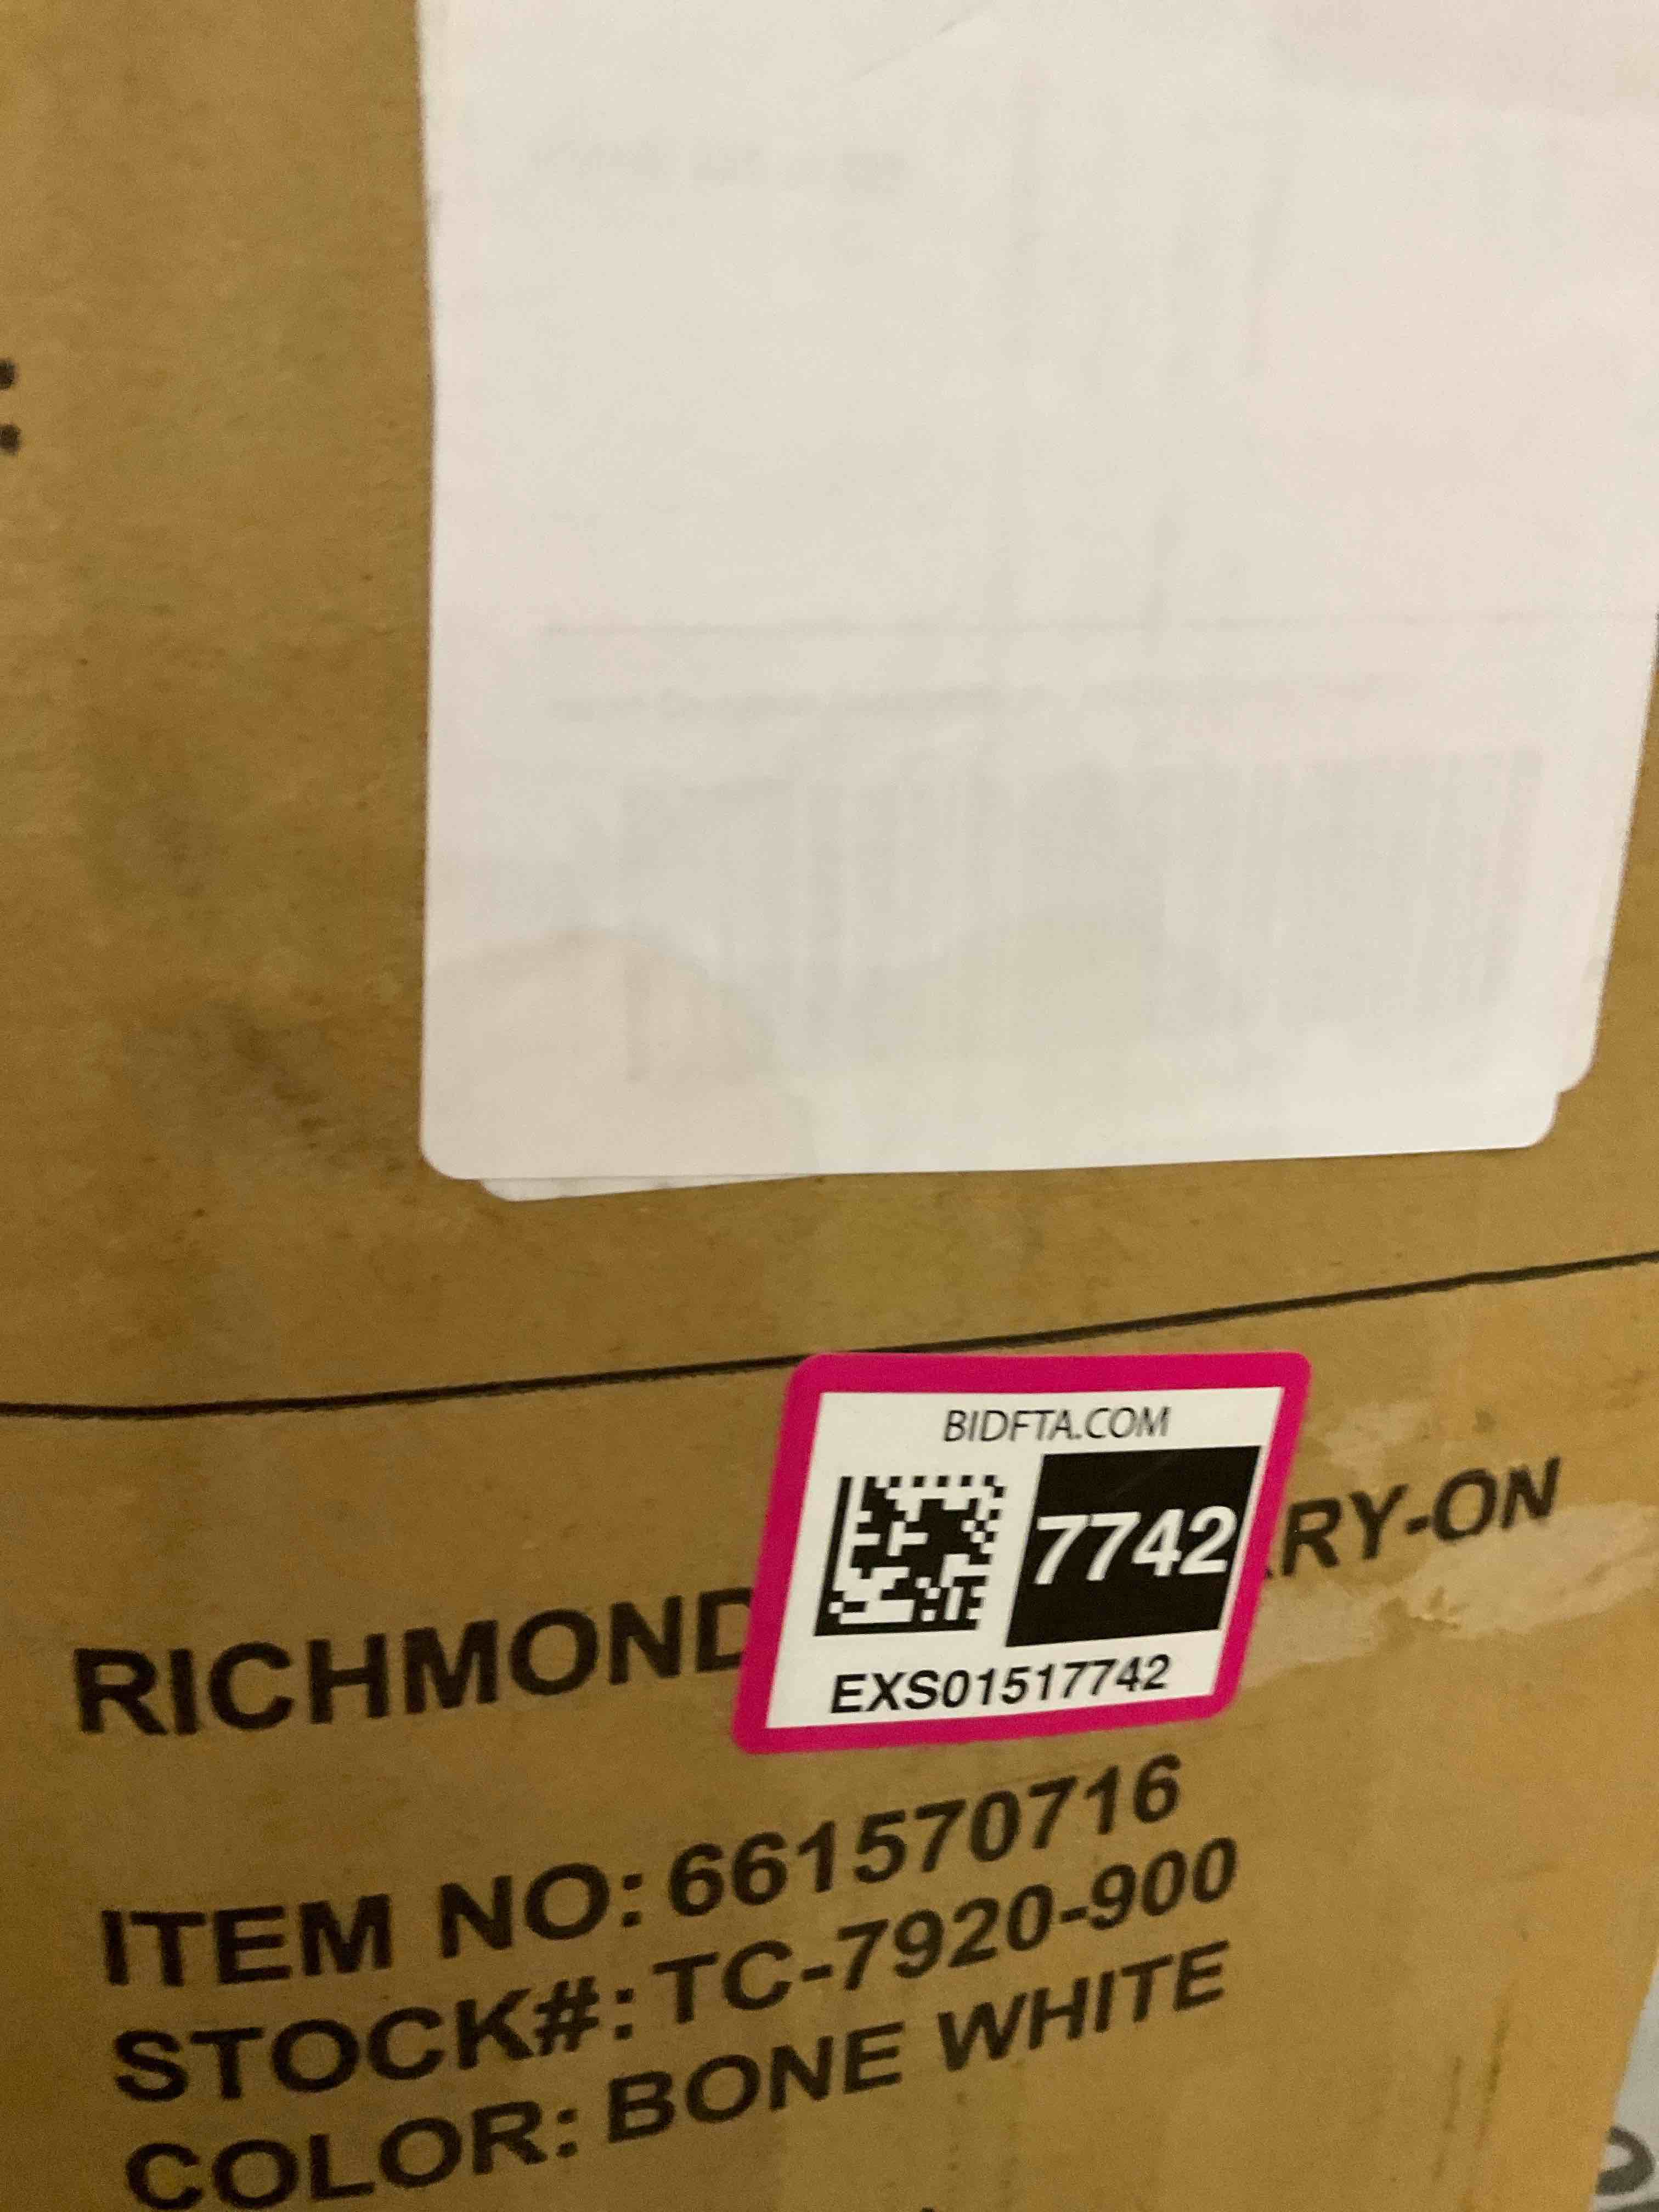 BIDFTA.COM
7742
EXS01517742
RICHMOND RY-ON
ITEM NO: 661570716
STOCK#: TC-7920-900
COLOR: BONE WHITE